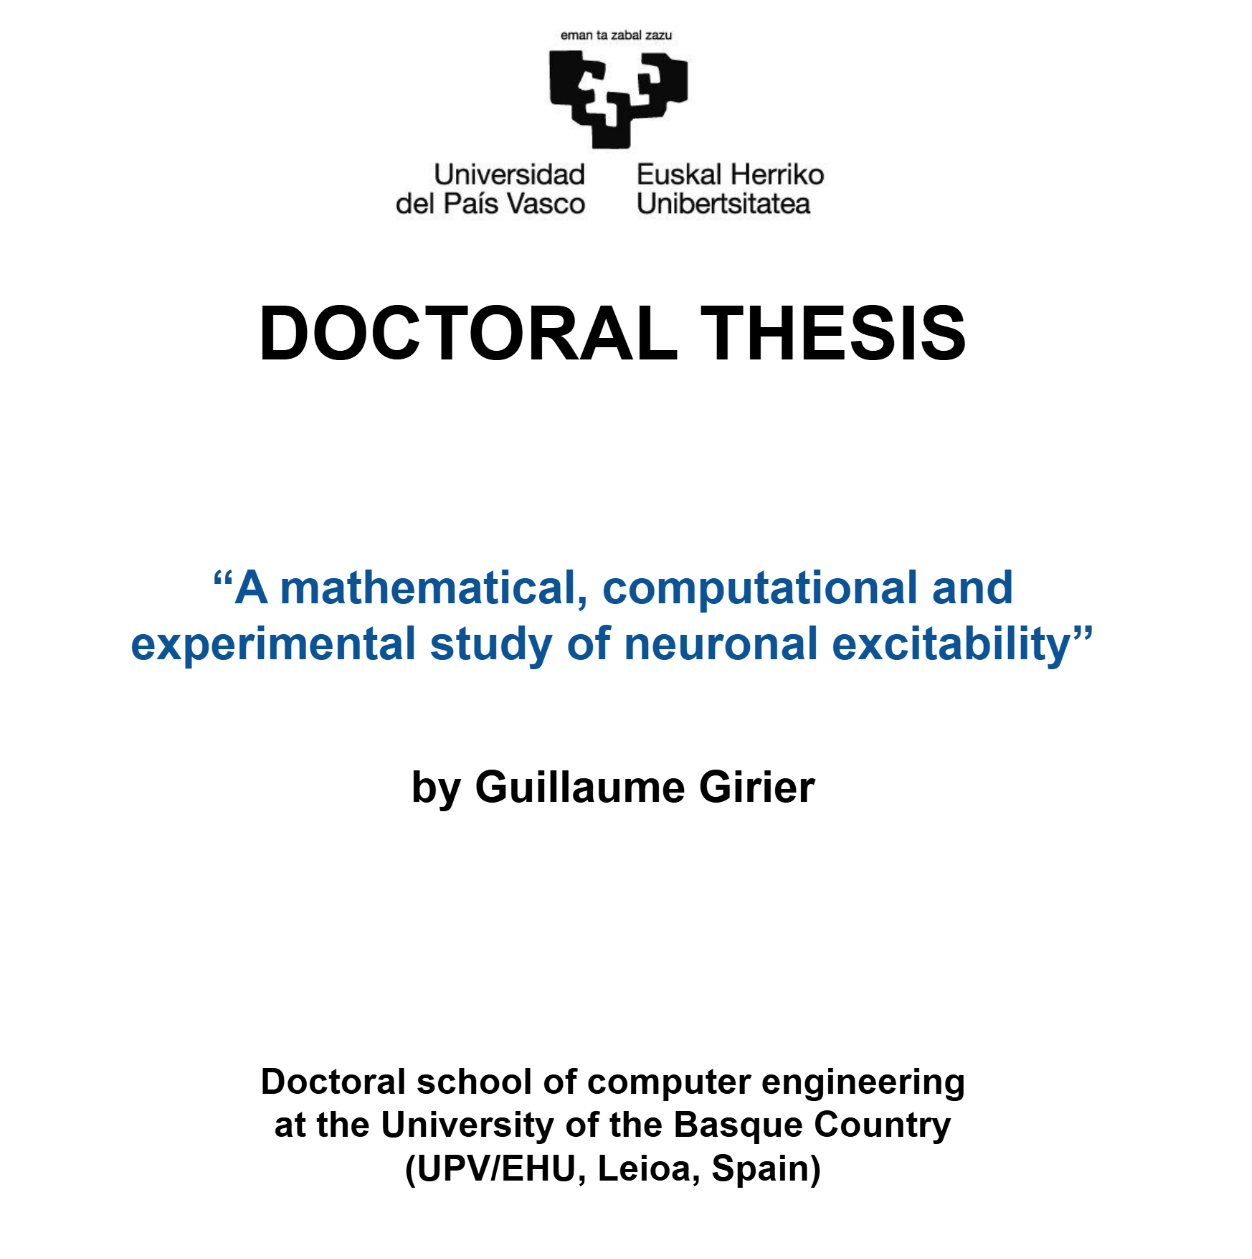 eman ta zabal zazu
Universidad
del País Vasco
Euskal Herriko
Unibertsitatea
DOCTORAL THESIS
“A mathematical, computational and
experimental study of neuronal excitability”
by Guillaume Girier
Doctoral school of computer engineering
at the University of the Basque Country
(UPV/EHU, Leioa, Spain)